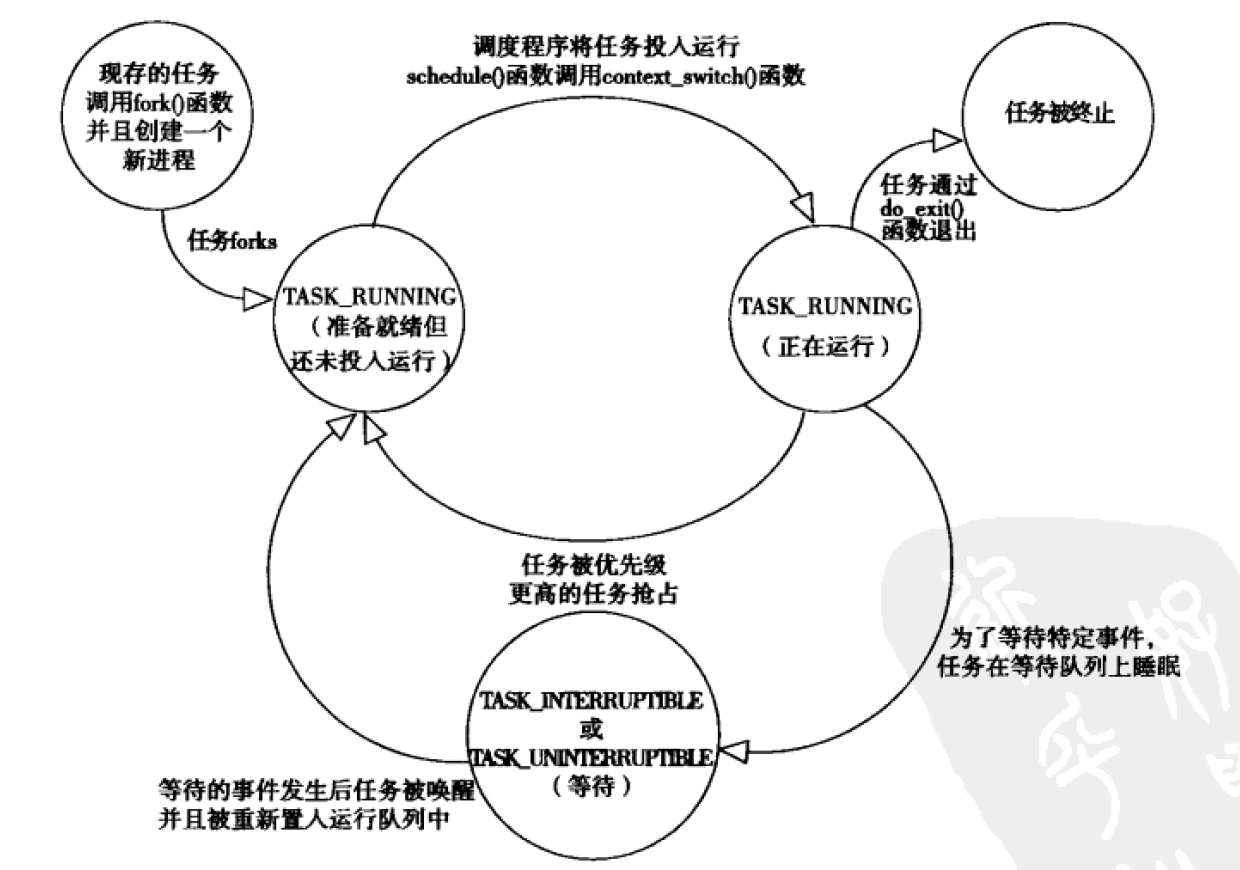 现存的任务
调用fork()函数
并且创建一个
新进程
调度程序将任务投入运行
schedule()函数调用context_switch()函数
任务被终止
任务通过
do_exit()
函数退出
任务forks
TASK_RUNNING
（准备就绪但
还未投入运行）
TASK_RUNNING
（正在运行）
任务被优先级
更高的任务抢占
为了等待特定事件，
任务在等待队列上睡眠
TASK_INTERRUPTIBLE
或
TASK_UNINTERRUPTIBLE
（等待）
等待的事件发生后任务被唤醒
并且被重新置入运行队列中